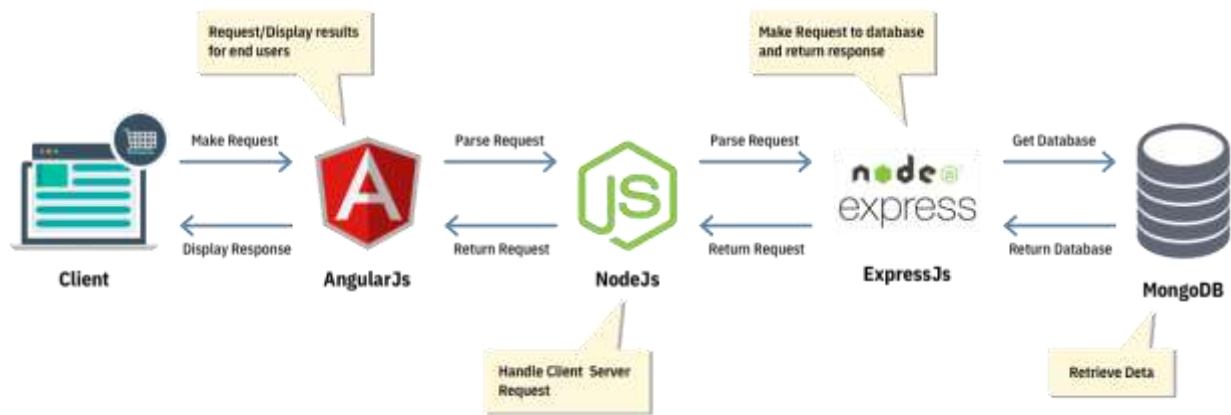 Request/Display results
for end users
Make Request to database
and return response
Make Request
Parse Request
Parse Request
Get Database
JS
node
express
Display Response
Return Request
Return Request
Return Database
Client
AngularJs
NodeJs
ExpressJs
MongoDB
Handle Client Server
Request
Retrieve Deta